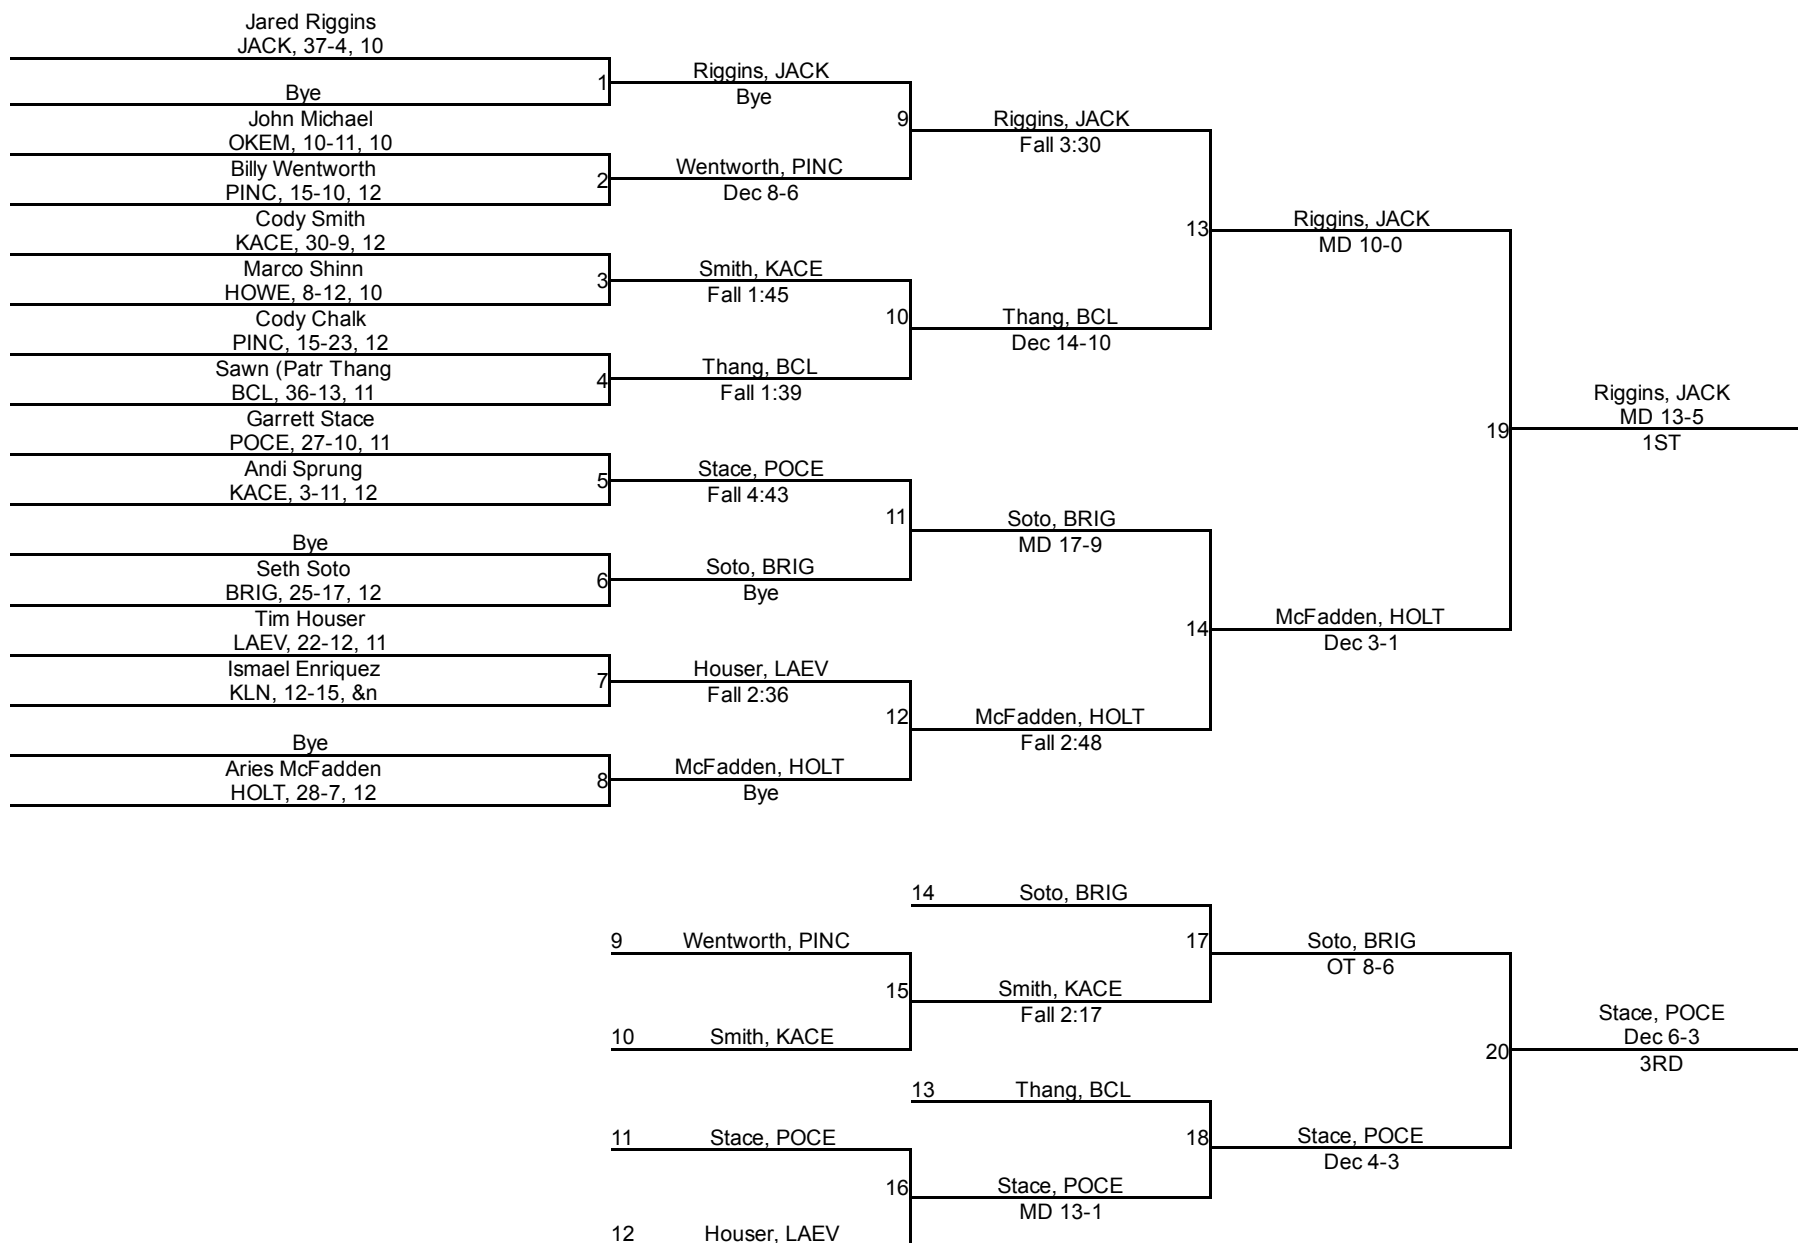 Jared Riggins
JACK, 37-4, 10
Bye
John Michael
OKEM, 10-11, 10
Billy Wentworth
PINC, 15-10, 12
Cody Smith
KACE, 30-9, 12
Marco Shinn
HOWE, 8-12, 10
Cody Chalk
PINC, 15-23, 12
Sawn (Patr Thang
BCL, 36-13, 11
Garrett Stace
POCE, 27-10, 11
Andi Sprung
KACE, 3-11, 12
Bye
Seth Soto
BRIG, 25-17, 12
Tim Houser
LAEV, 22-12, 11
Ismael Enriquez
KLN, 12-15, &n
Bye
Aries McFadden
HOLT, 28-7, 12
1
Riggins, JACK
Bye
2
Wentworth, PINC
Dec 8-6
3
Smith, KACE
Fall 1:45
4
Thang, BCL
Fall 1:39
5
Stace, POCE
Fall 4:43
6
Soto, BRIG
Bye
7
Houser, LAEV
Fall 2:36
8
McFadden, HOLT
Bye
9
Riggins, JACK
Fall 3:30
10
Thang, BCL
Dec 14-10
11
Soto, BRIG
MD 17-9
12
McFadden, HOLT
Fall 2:48
13
Riggins, JACK
MD 10-0
14
McFadden, HOLT
Dec 3-1
19
Riggins, JACK
MD 13-5
1ST
14 Soto, BRIG
9 Wentworth, PINC
10 Smith, KACE
15
Smith, KACE
Fall 2:17
17
Soto, BRIG
OT 8-6
13 Thang, BCL
11 Stace, POCE
12 Houser, LAEV
16
Stace, POCE
MD 13-1
18
Stace, POCE
Dec 4-3
20
Stace, POCE
Dec 6-3
3RD